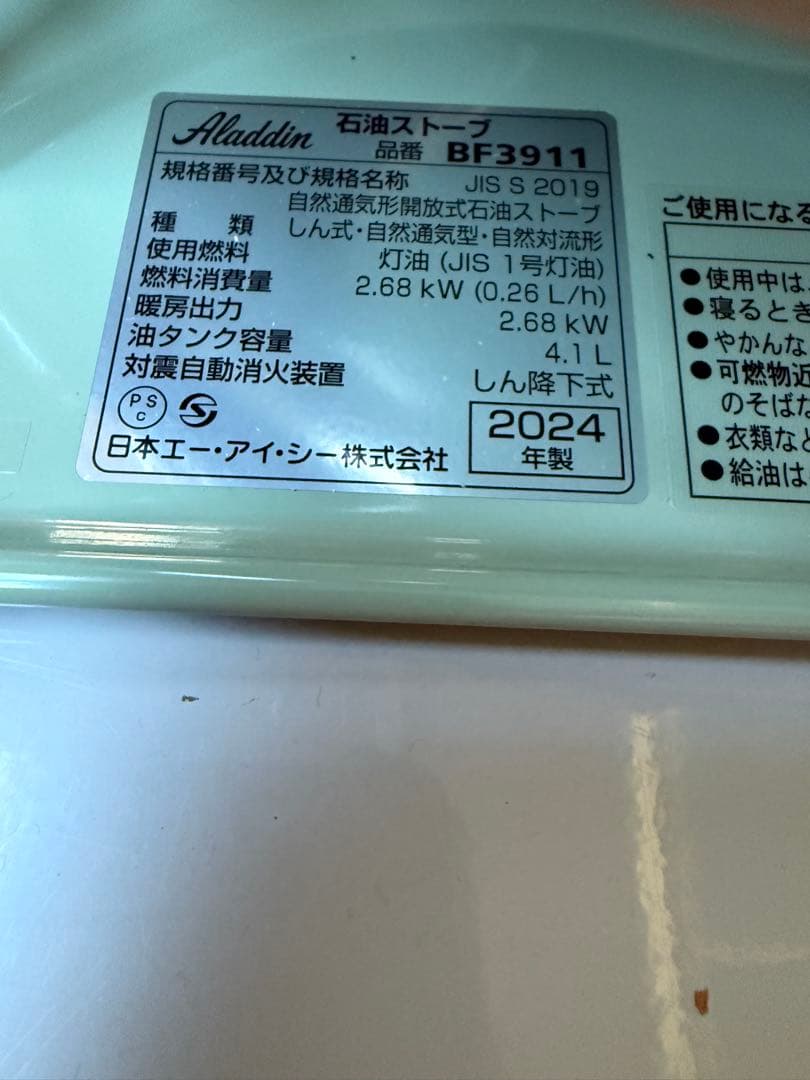 Aladdin 石油ストーブ
品番 BF3911
規格番号及び規格名称 JIS S 2019
自然通気形開放式石油ストーブ
種類 しん式・自然通気型・自然対流形
使用燃料 灯油 (JIS 1号灯油)
燃料消費量 2.68 kW (0.26 L/h)
暖房出力 2.68 kW
油タンク容量 4.1 L
対震自動消火装置 しん降下式
PSC
日本エー・アイ・シー株式会社
2024
年製
ご使用になる
●使用中は、
●寝るとき
●やかんな
●可燃物近
のそばな
●衣類など
●給油は